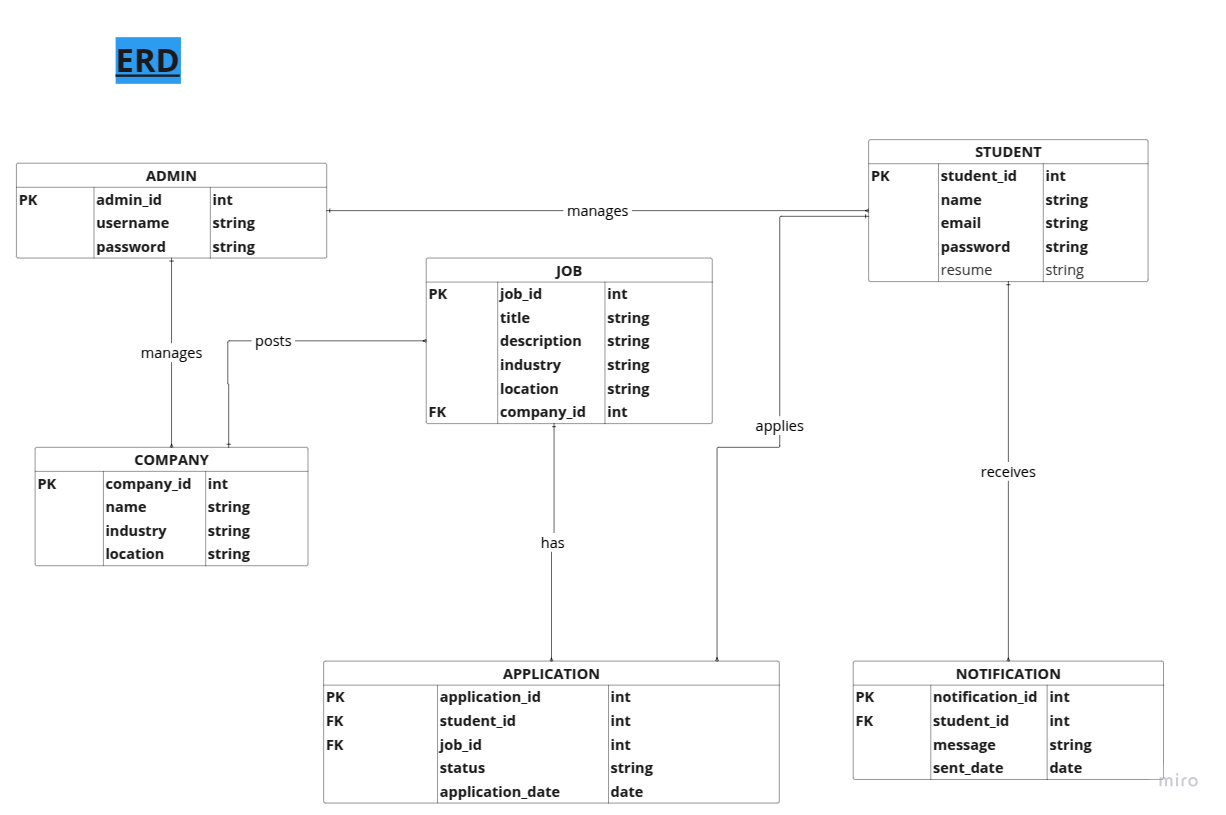 ERD
ADMIN
PK admin_id int
username string
password string
STUDENT
PK student_id int
name string
email string
password string
resume string
manages
JOB
PK job_id int
title string
description string
industry string
location string
FK company_id int
posts
manages
applies
COMPANY
PK company_id int
name string
industry string
location string
receives
has
APPLICATION
PK application_id int
FK student_id int
FK job_id int
status string
application_date date
NOTIFICATION
PK notification_id int
FK student_id int
message string
sent_date date
miro